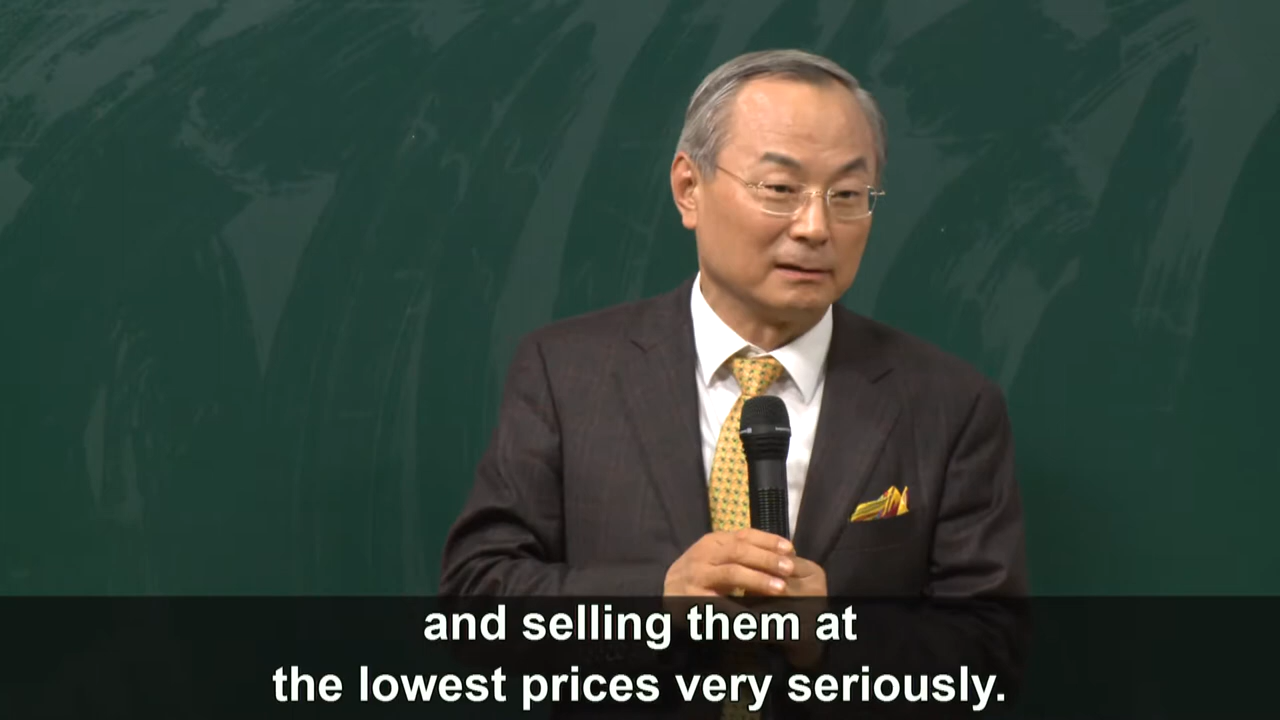 and selling them at
the lowest prices very seriously.